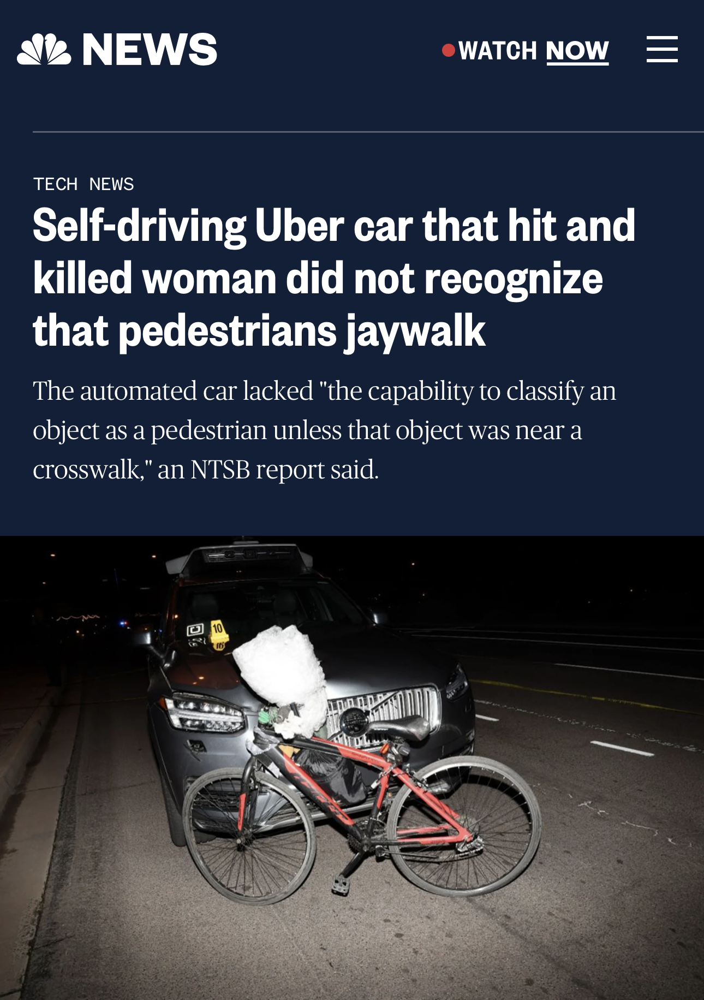 NEWS
WATCH NOW
TECH NEWS
Self-driving Uber car that hit and
killed woman did not recognize
that pedestrians jaywalk
The automated car lacked "the capability to classify an
object as a pedestrian unless that object was near a
crosswalk," an NTSB report said.
10